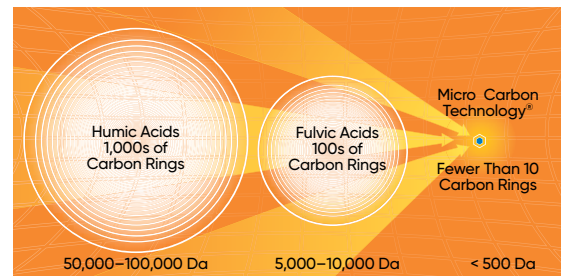 Humic Acids
1,000s of
Carbon Rings
50,000–100,000 Da
Fulvic Acids
100s of
Carbon Rings
5,000–10,000 Da
Micro Carbon
Technology®
Fewer Than 10
Carbon Rings
< 500 Da